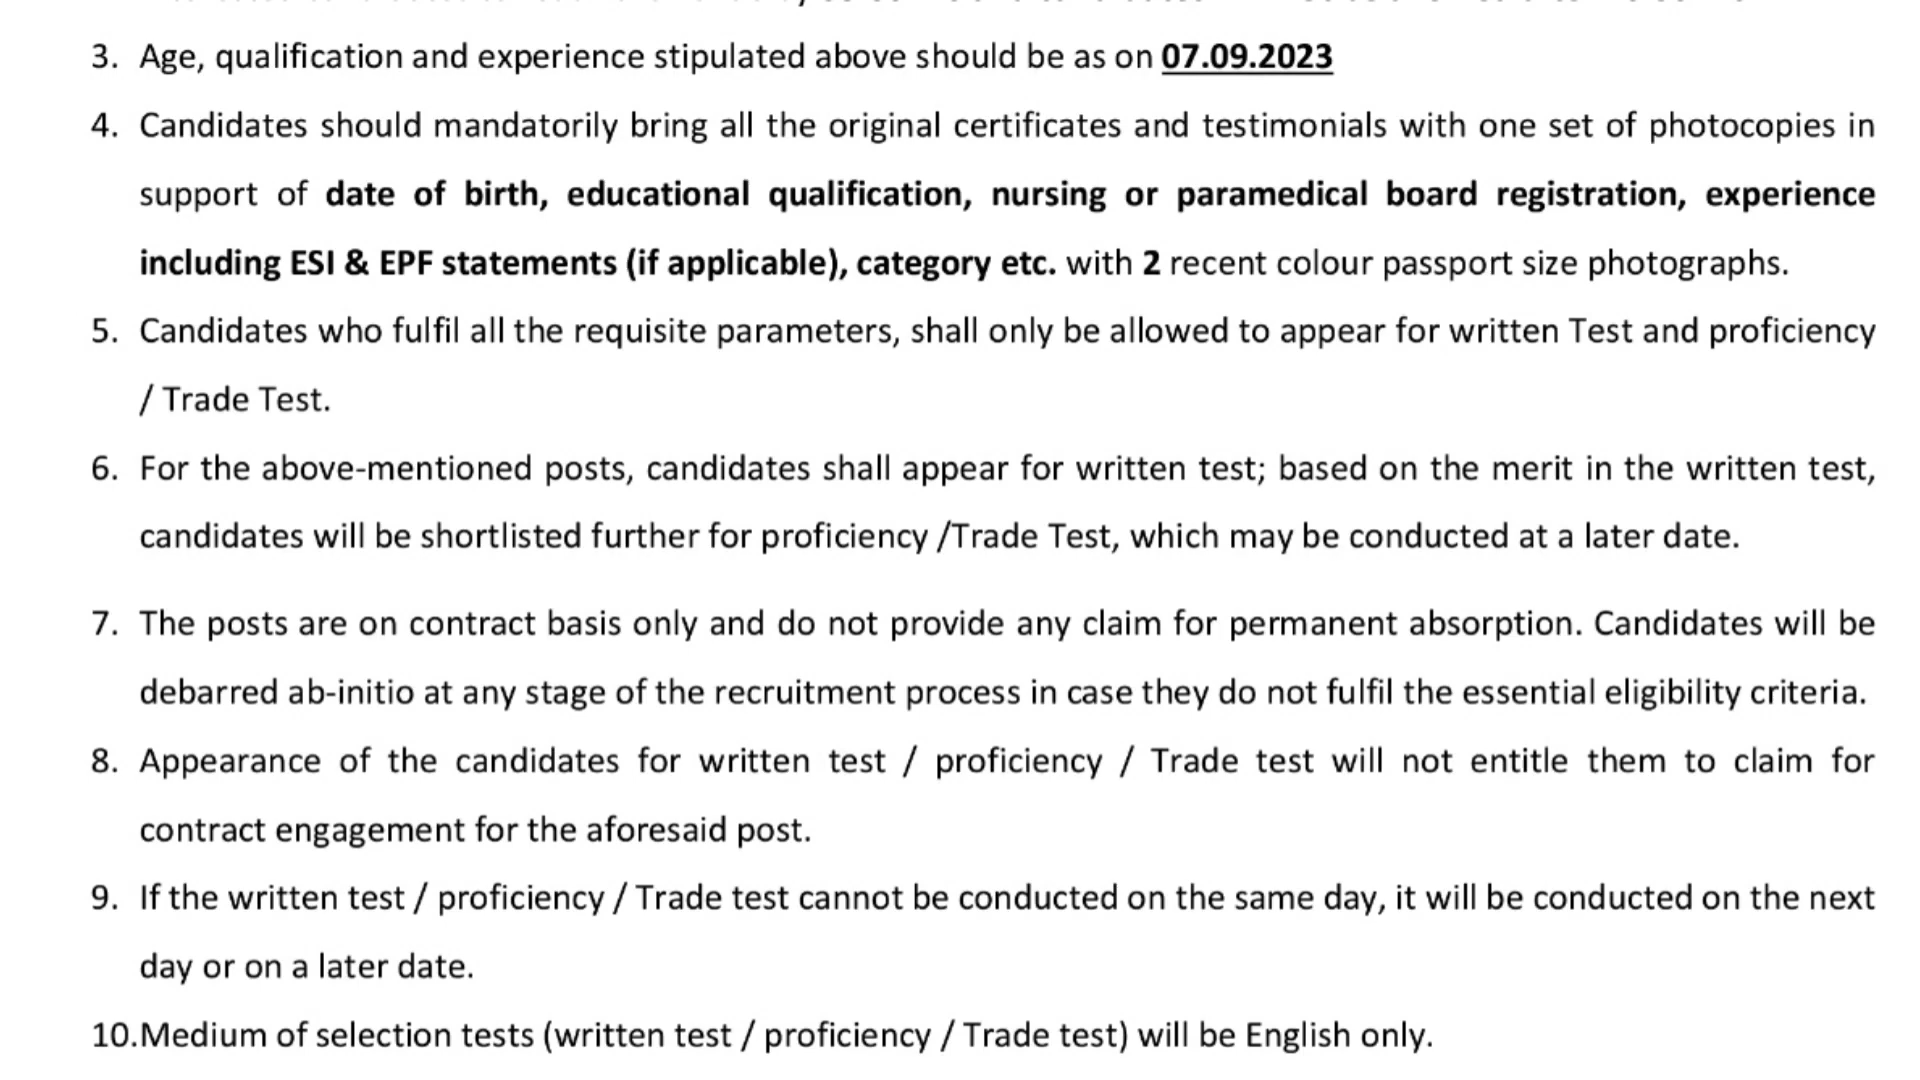 3. Age, qualification and experience stipulated above should be as on 07.09.2023
4. Candidates should mandatorily bring all the original certificates and testimonials with one set of photocopies in
support of date of birth, educational qualification, nursing or paramedical board registration, experience
including ESI & EPF statements (if applicable), category etc. with 2 recent colour passport size photographs.
5. Candidates who fulfil all the requisite parameters, shall only be allowed to appear for written Test and proficiency
/ Trade Test.
6. For the above-mentioned posts, candidates shall appear for written test; based on the merit in the written test,
candidates will be shortlisted further for proficiency /Trade Test, which may be conducted at a later date.
7. The posts are on contract basis only and do not provide any claim for permanent absorption. Candidates will be
debarred ab-initio at any stage of the recruitment process in case they do not fulfil the essential eligibility criteria.
8. Appearance of the candidates for written test / proficiency / Trade test will not entitle them to claim for
contract engagement for the aforesaid post.
9. If the written test / proficiency / Trade test cannot be conducted on the same day, it will be conducted on the next
day or on a later date.
10.Medium of selection tests (written test / proficiency / Trade test) will be English only.